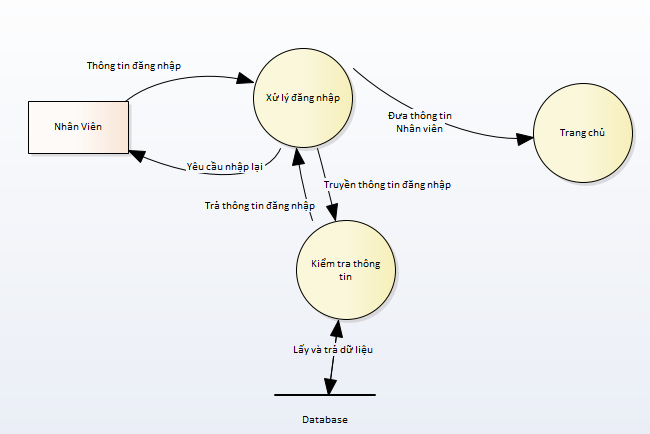 Thông tin đăng nhập
Xử lý đăng nhập
Nhân Viên
Đưa thông tin
Nhân viên
Trang chủ
Yêu cầu nhập lại
Truyền thông tin đăng nhập
Trả thông tin đăng nhập
Kiểm tra thông
tin
Lấy và trả dữ liệu
Database